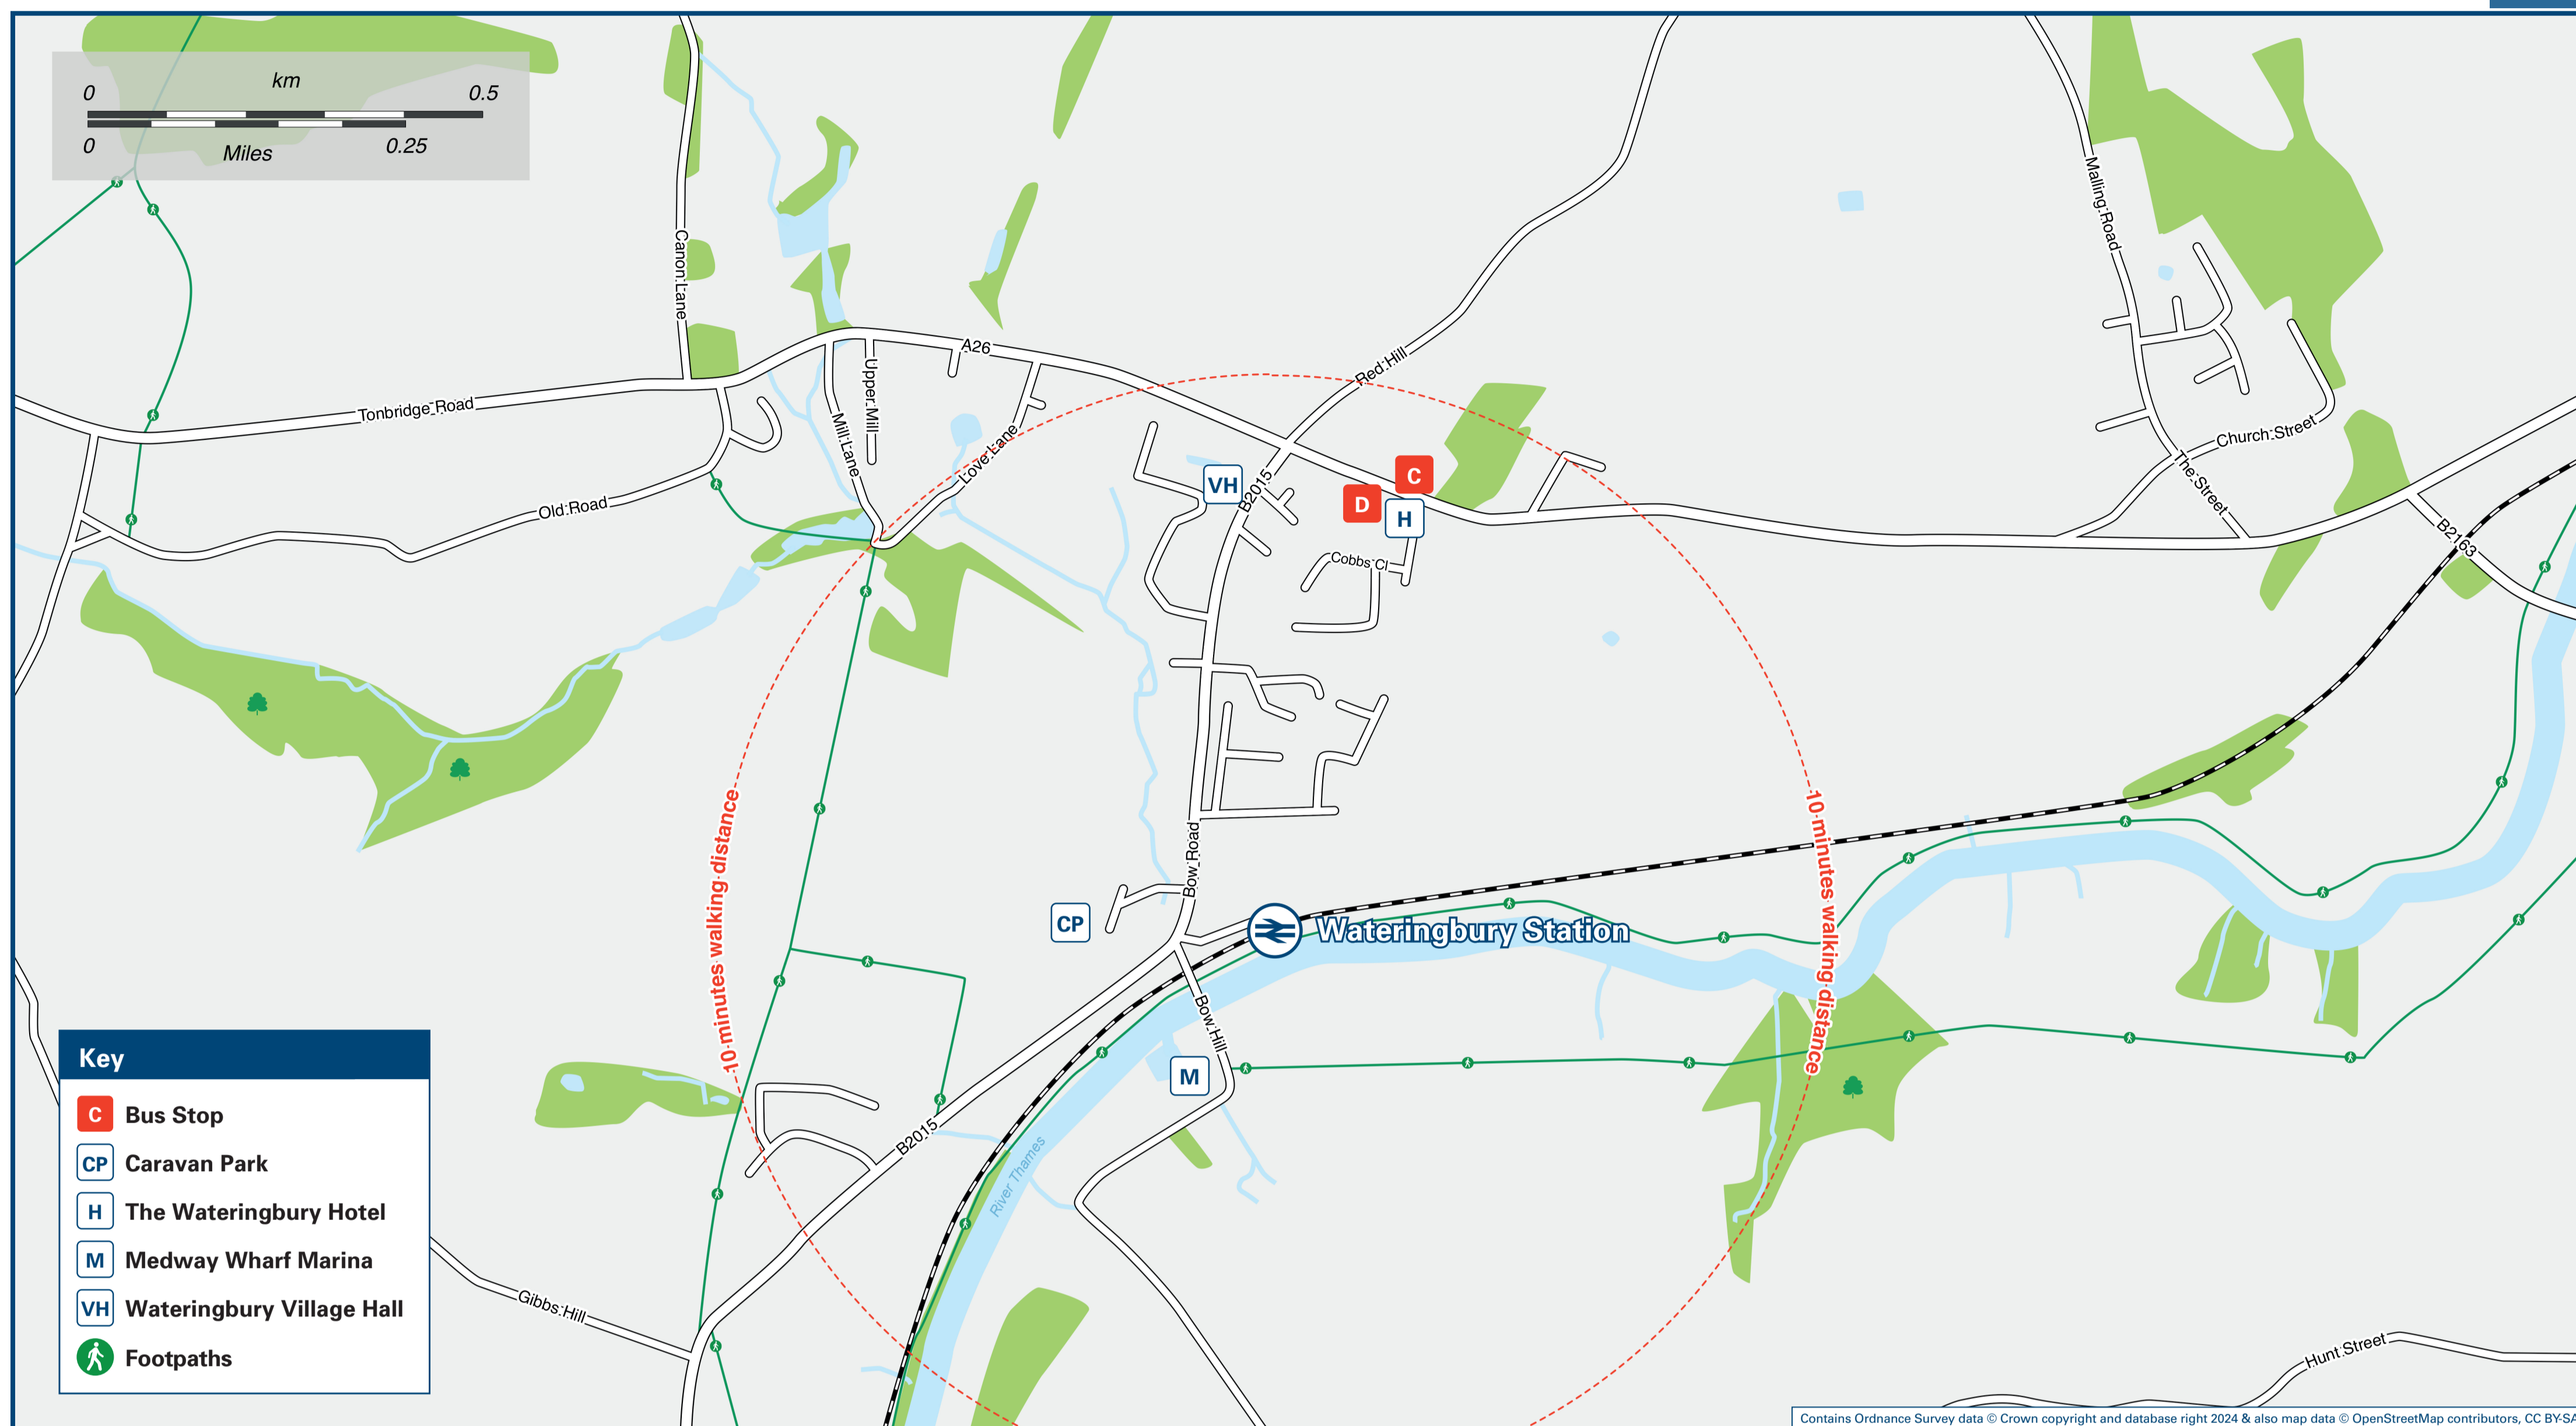 km
0 0.5
0 0.25
Miles
Canon Lane
Malling Road
A26
Red Hill
Tonbridge Road
Upper Mill
Mill Lane
Love Lane
Church Street
The Street
VH
B2015
C
D
H
Old Road
B2163
Cobbs Cl
10 minutes walking distance
10 minutes walking distance
Bow Road
CP
Wateringbury Station
Bow Hill
M
B2015
River Thames
Gibbs Hill
Hunt Street
Key
C Bus Stop
CP Caravan Park
H The Wateringbury Hotel
M Medway Wharf Marina
VH Wateringbury Village Hall
Footpaths
Contains Ordnance Survey data © Crown copyright and database right 2024 & also map data © OpenStreetMap contributors, CC BY-SA